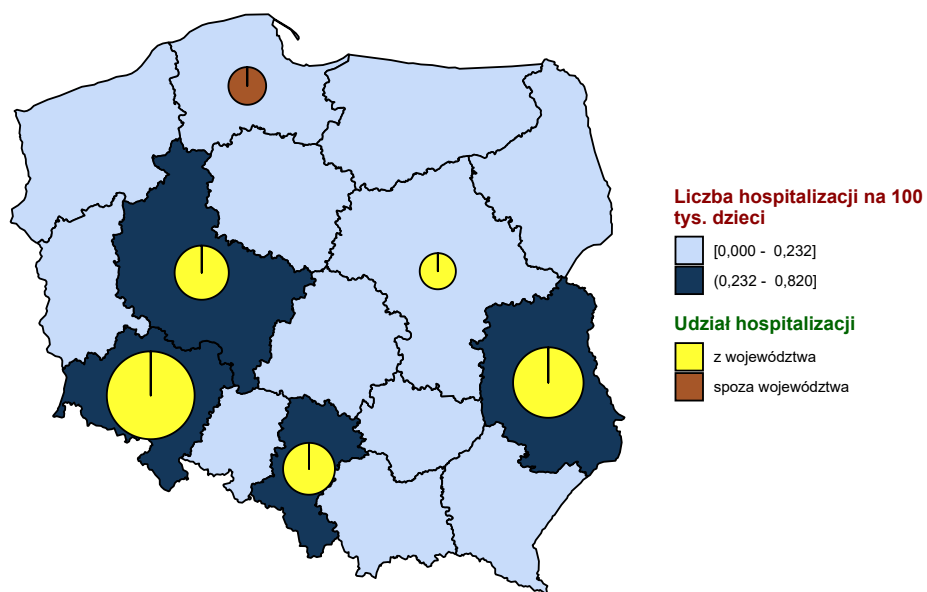 Liczba hospitalizacji na 100
tys. dzieci
[0,000 - 0,232]
(0,232 - 0,820]
Udział hospitalizacji
z województwa
spoza województwa